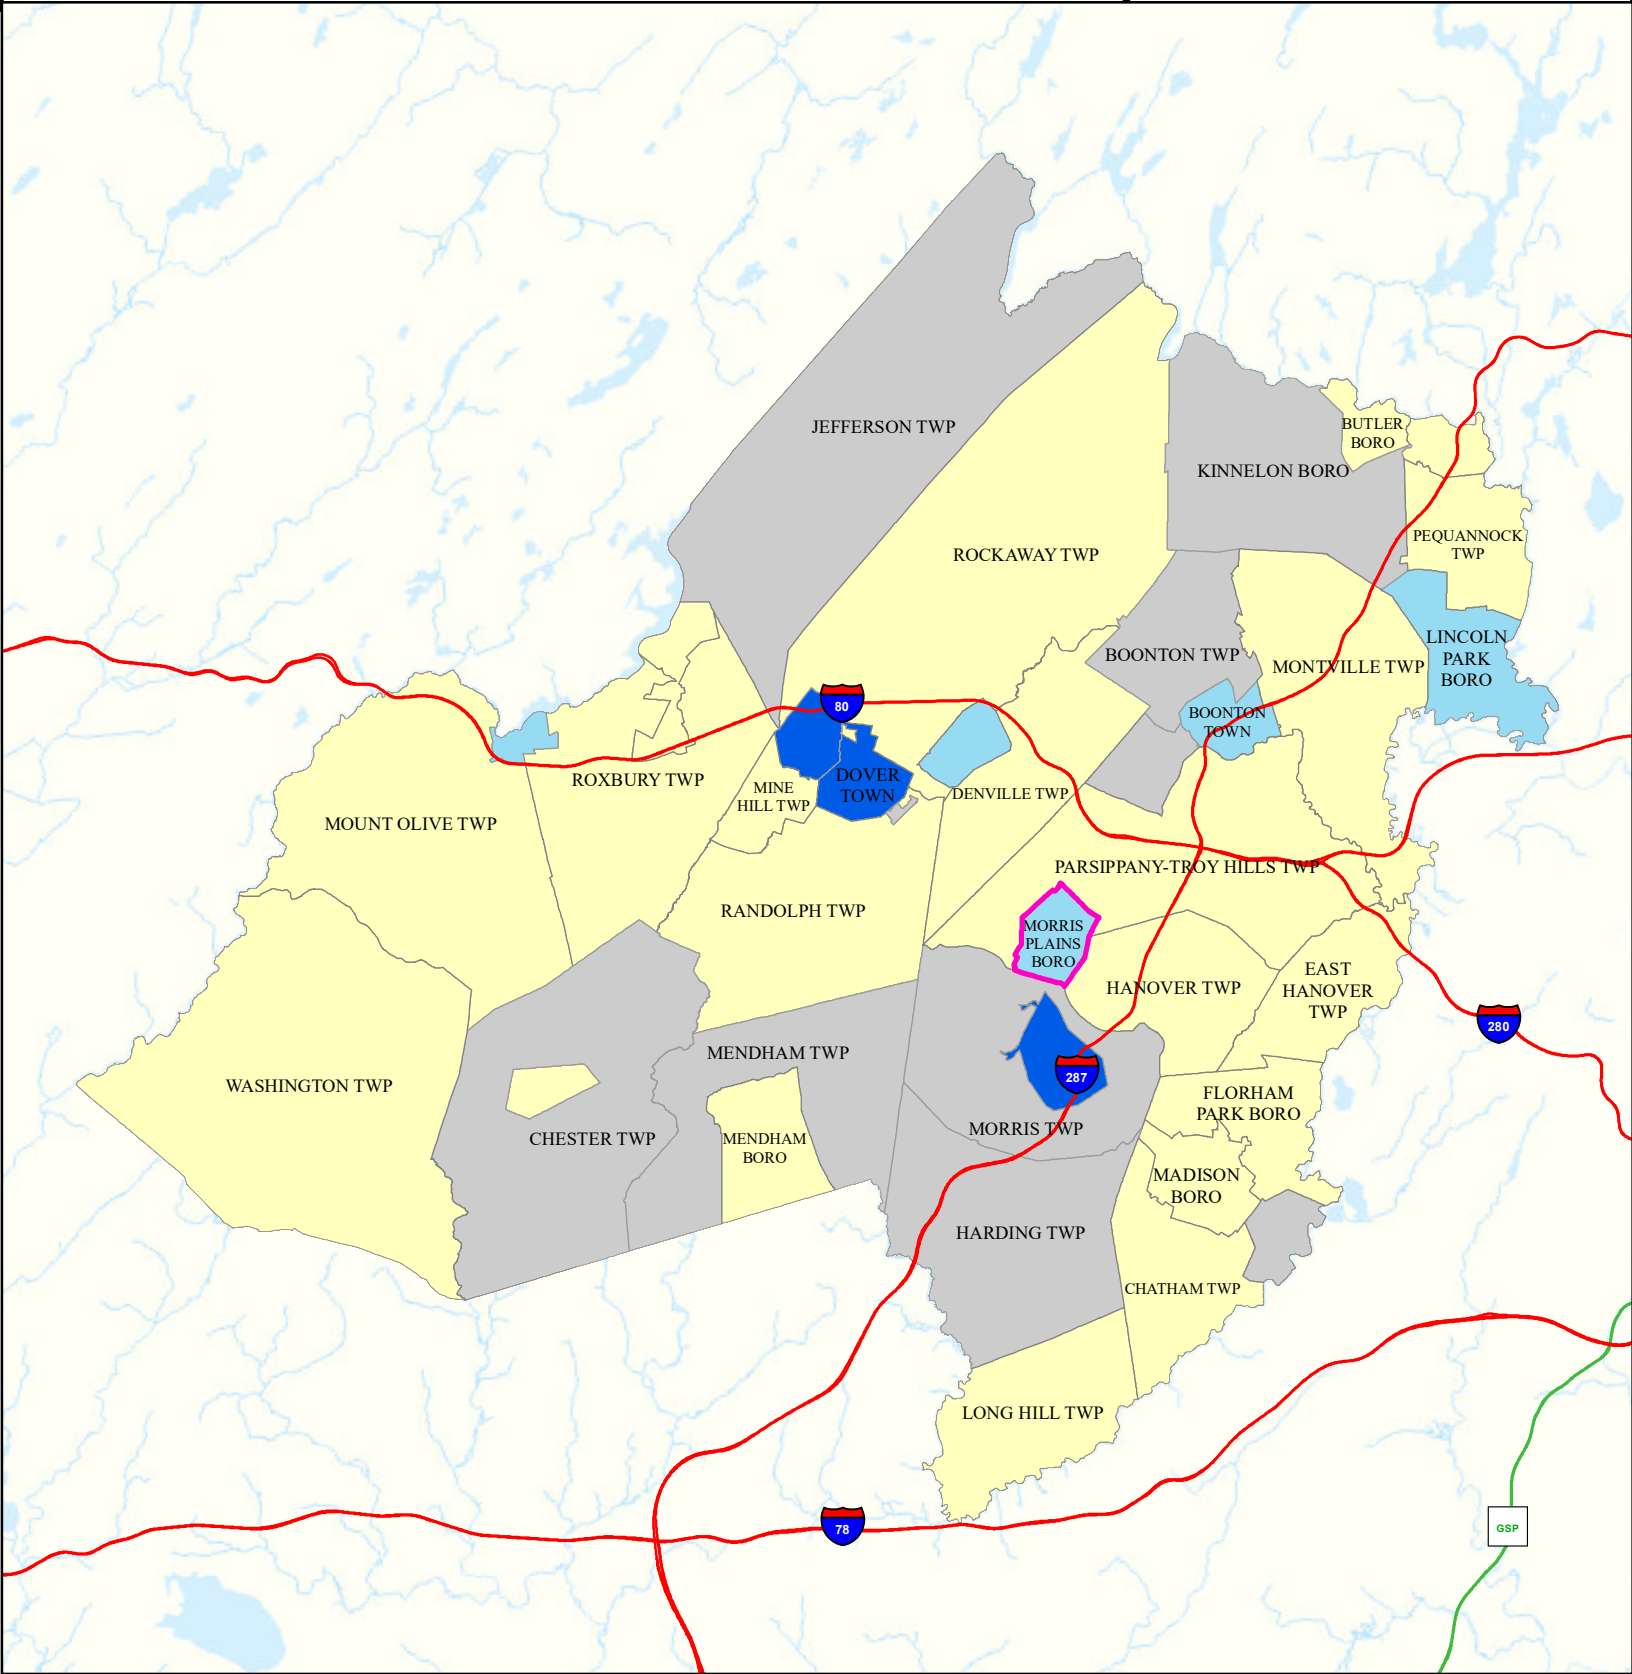 JEFFERSON TWP
BUTLER
BORO
KINNELON BORO
PEQUANNOCK
TWP
ROCKAWAY TWP
LINCOLN
PARK
BORO
BOONTON TWP
MONTVILLE TWP
80
BOONTON
TOWN
ROXBURY TWP
MINE
HILL TWP
DOVER
TOWN
DENVILLE TWP
MOUNT OLIVE TWP
PARSIPPANY-TROY HILLS TWP
RANDOLPH TWP
MORRIS
PLAINS
BORO
EAST
HANOVER
TWP
HANOVER TWP
280
MENDHAM TWP
287
WASHINGTON TWP
FLORHAM
PARK BORO
MORRIS TWP
CHESTER TWP
MENDHAM
BORO
MADISON
BORO
HARDING TWP
CHATHAM TWP
LONG HILL TWP
78
GSP